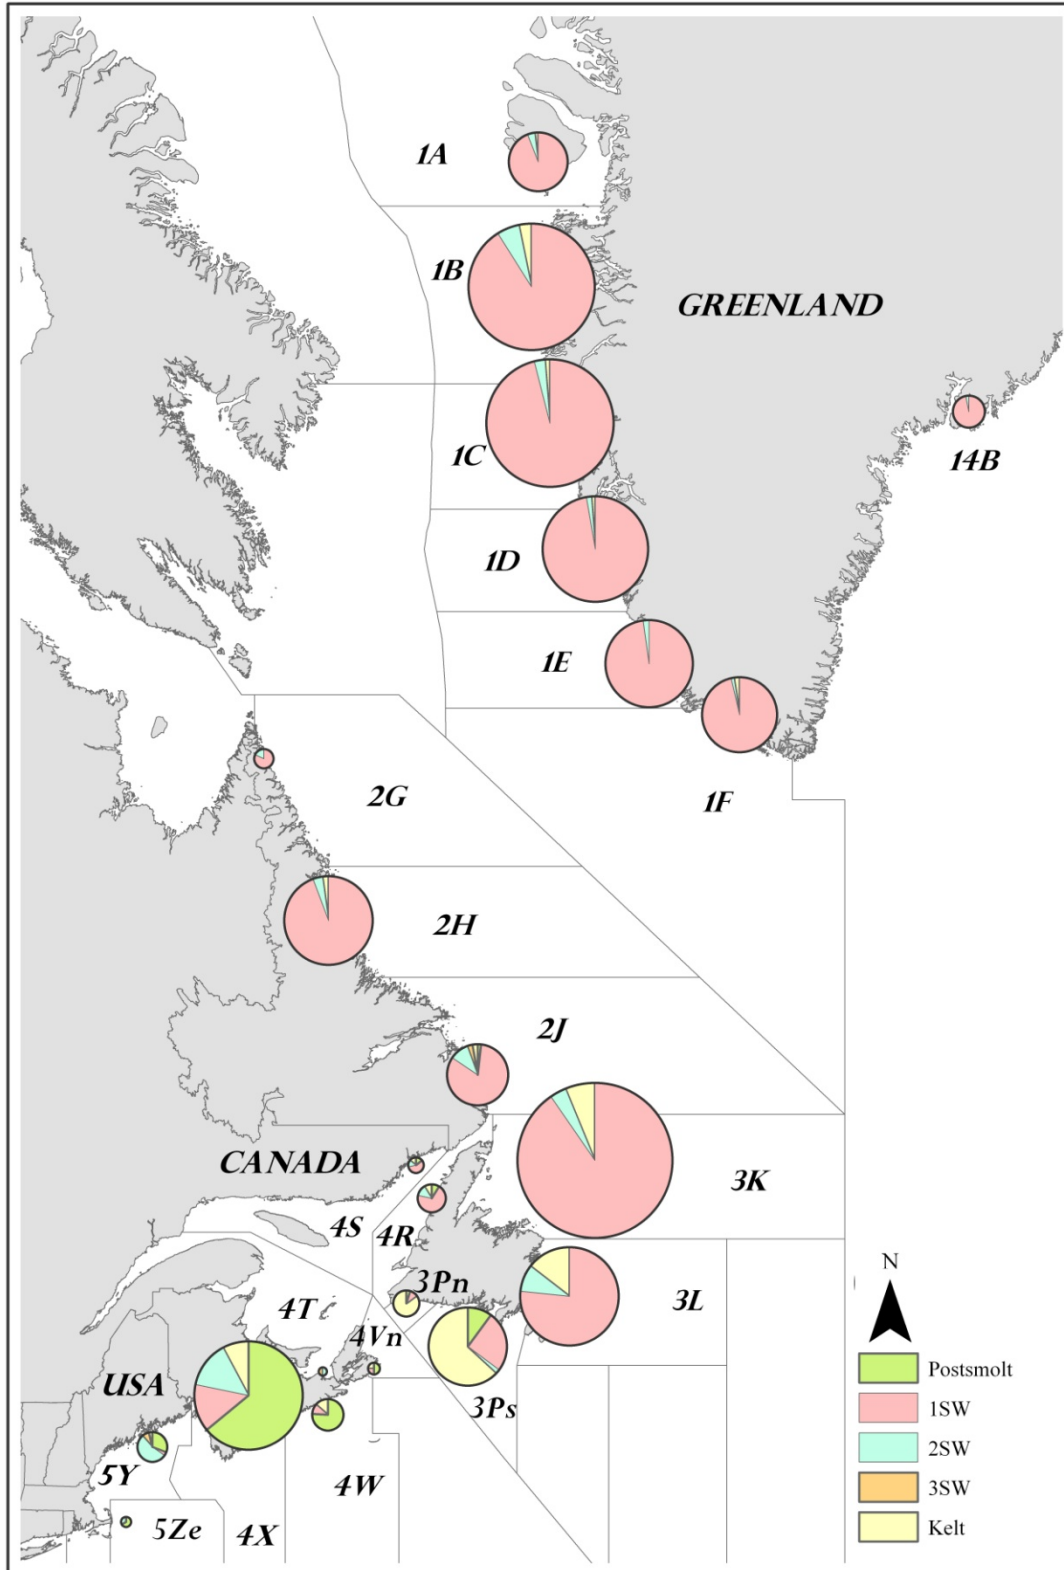 1A
1B
GREENLAND
1C
14B
1D
1E
2G
1F
2H
2J
CANADA
3K
4S
4R
3Pn
3L
4T
4Vn
USA
3Ps
5Y
4W
5Ze
4X
N
Postsmolt
1SW
2SW
3SW
Kelt